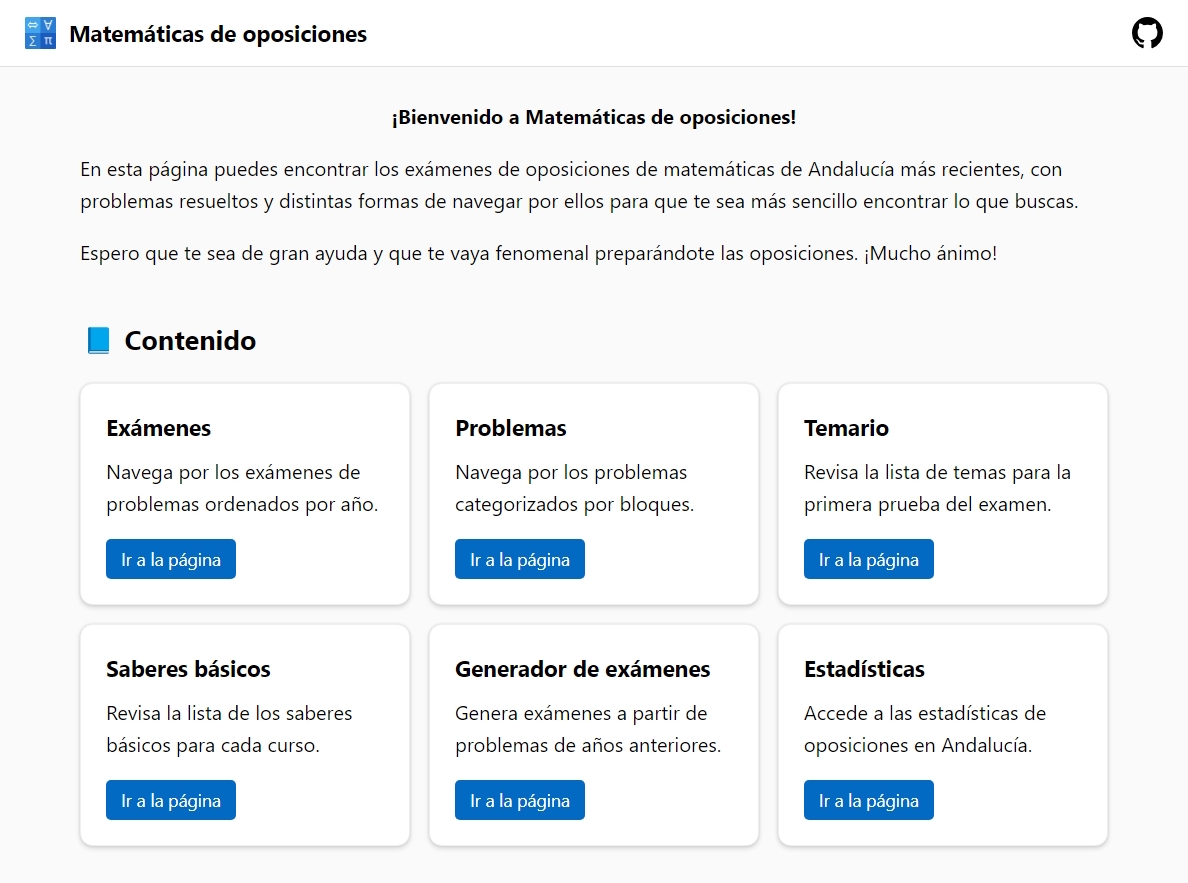 ⇔ ∀
∑ π
Matemáticas de oposiciones
¡Bienvenido a Matemáticas de oposiciones!
En esta página puedes encontrar los exámenes de oposiciones de matemáticas de Andalucía más recientes, con
problemas resueltos y distintas formas de navegar por ellos para que te sea más sencillo encontrar lo que buscas.
Espero que te sea de gran ayuda y que te vaya fenomenal preparándote las oposiciones. ¡Mucho ánimo!
Contenido
Exámenes
Navega por los exámenes de
problemas ordenados por año.
Ir a la página
Problemas
Navega por los problemas
categorizados por bloques.
Ir a la página
Temario
Revisa la lista de temas para la
primera prueba del examen.
Ir a la página
Saberes básicos
Revisa la lista de los saberes
básicos para cada curso.
Ir a la página
Generador de exámenes
Genera exámenes a partir de
problemas de años anteriores.
Ir a la página
Estadísticas
Accede a las estadísticas de
oposiciones en Andalucía.
Ir a la página